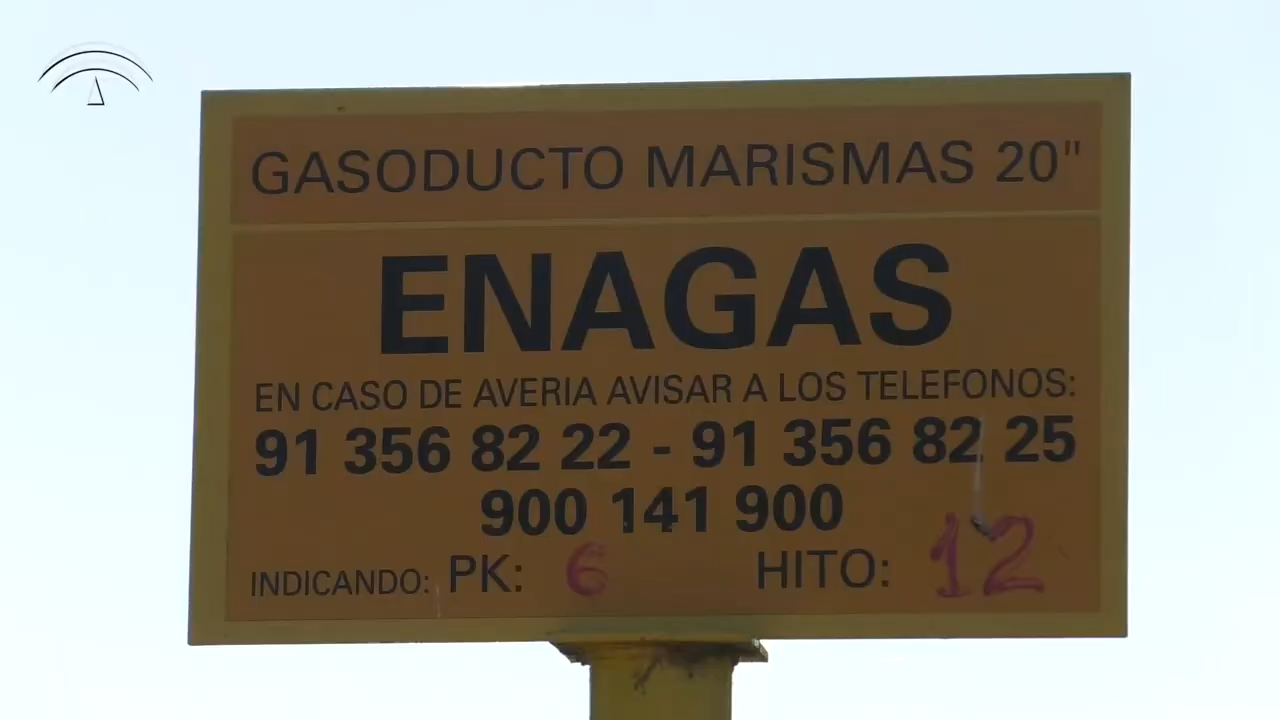 GASODUCTO MARISMAS 20"
ENAGAS
EN CASO DE AVERIA AVISAR A LOS TELEFONOS:
91 356 82 22 - 91 356 82 25
900 141 900
INDICANDO: PK: 6 HITO: 12